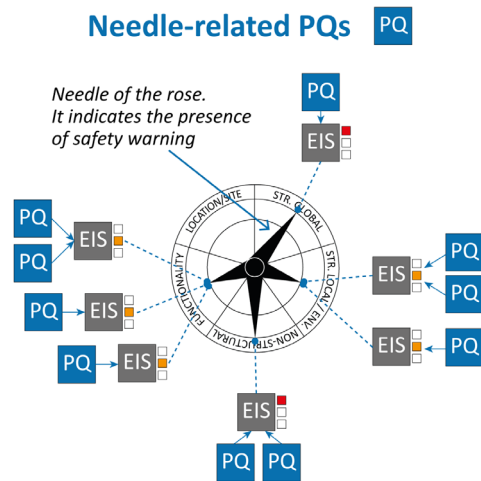 Needle-related PQs PQ
Needle of the rose.
It indicates the presence
of safety warning
PQ
EIS
LOCATION/SITE
STR. GLOBAL
STR. LOCAL / ENV.
NON-STRUCTURAL
FUNCTIONALITY
PQ
PQ
EIS
PQ
EIS
PQ
EIS
EIS
PQ
PQ
EIS
PQ
EIS
PQ
PQ